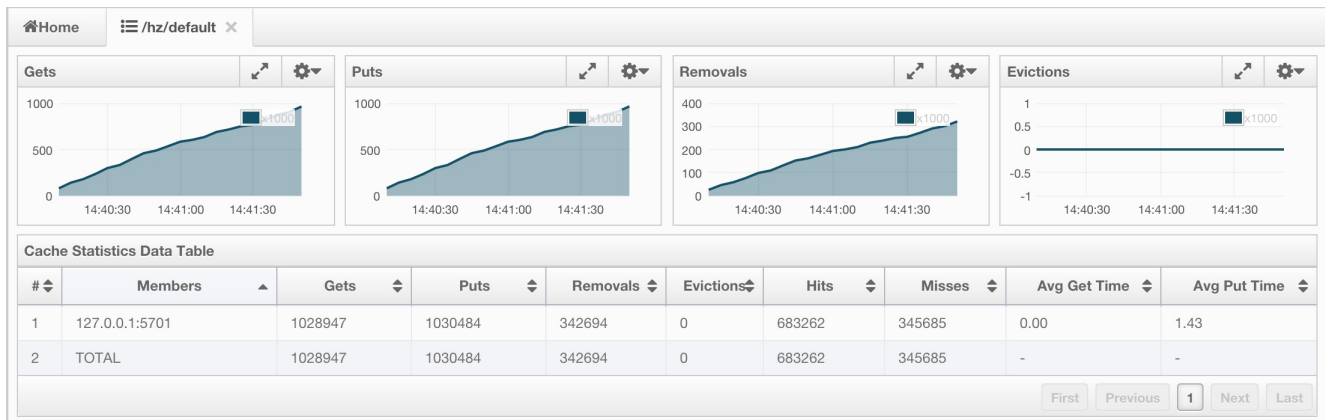 Home /hz/default
Gets Puts Removals Evictions
1000 x1000
500
0
14:40:30 14:41:00 14:41:30
1000 x1000
500
0
14:40:30 14:41:00 14:41:30
400 x1000
300
200
100
0
14:40:30 14:41:00 14:41:30
1 x1000
0.5
0
-0.5
-1
14:40:30 14:41:00 14:41:30
Cache Statistics Data Table
# Members Gets Puts Removals Evictions Hits Misses Avg Get Time Avg Put Time
1 127.0.0.1:5701 1028947 1030484 342694 0 683262 345685 0.00 1.43
2 TOTAL 1028947 1030484 342694 0 683262 345685 - -
First Previous 1 Next Last